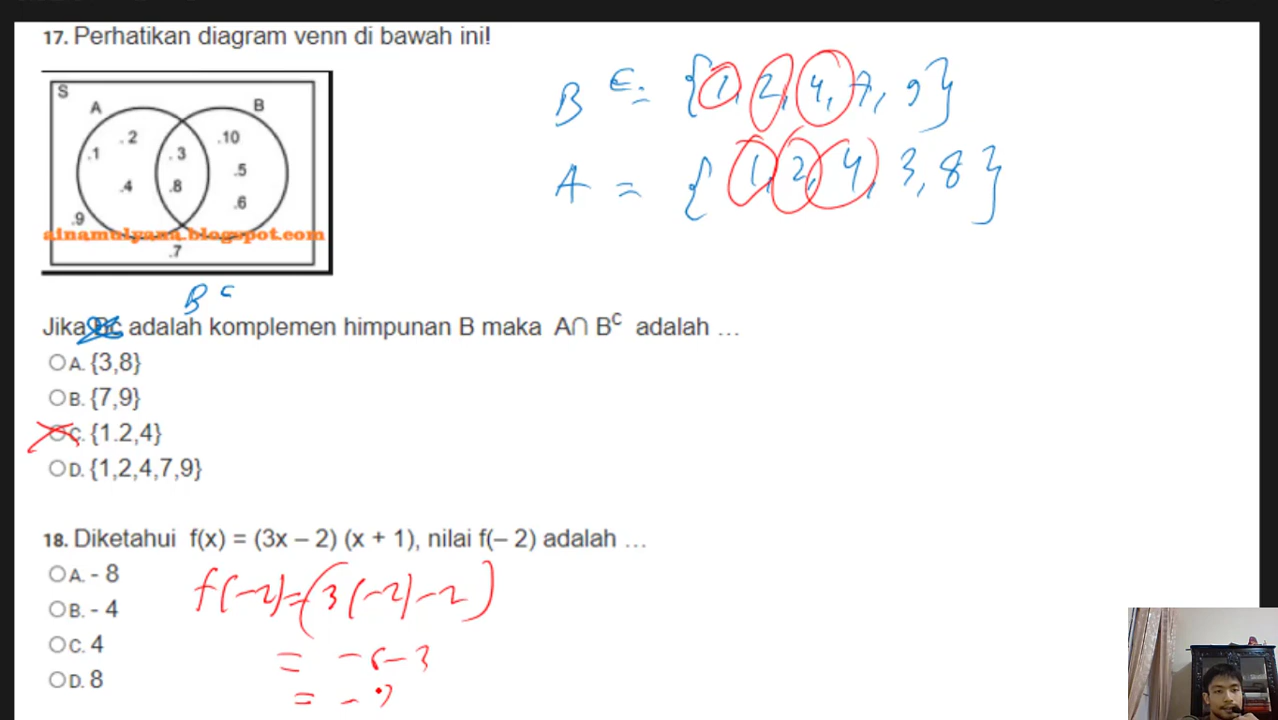 17. Perhatikan diagram venn di bawah ini!
S
A
B
.2
.10
.1
.3
.5
.4
.8
.6
.9
ainamulyana.blogspot.com
.7
B ᶜ = {1, 2, 4, 7, 9}
A = {1, 2, 4, 3, 8}
B ᶜ
Jika adalah komplemen himpunan B maka A∩ Bᶜ adalah …
A. {3,8}
B. {7,9}
C. {1.2,4}
D. {1,2,4,7,9}
18. Diketahui f(x) = (3x – 2) (x + 1), nilai f(– 2) adalah …
A. - 8
B. - 4
C. 4
D. 8
f(-2)=(3(-2)-2)
= -6-3
= -